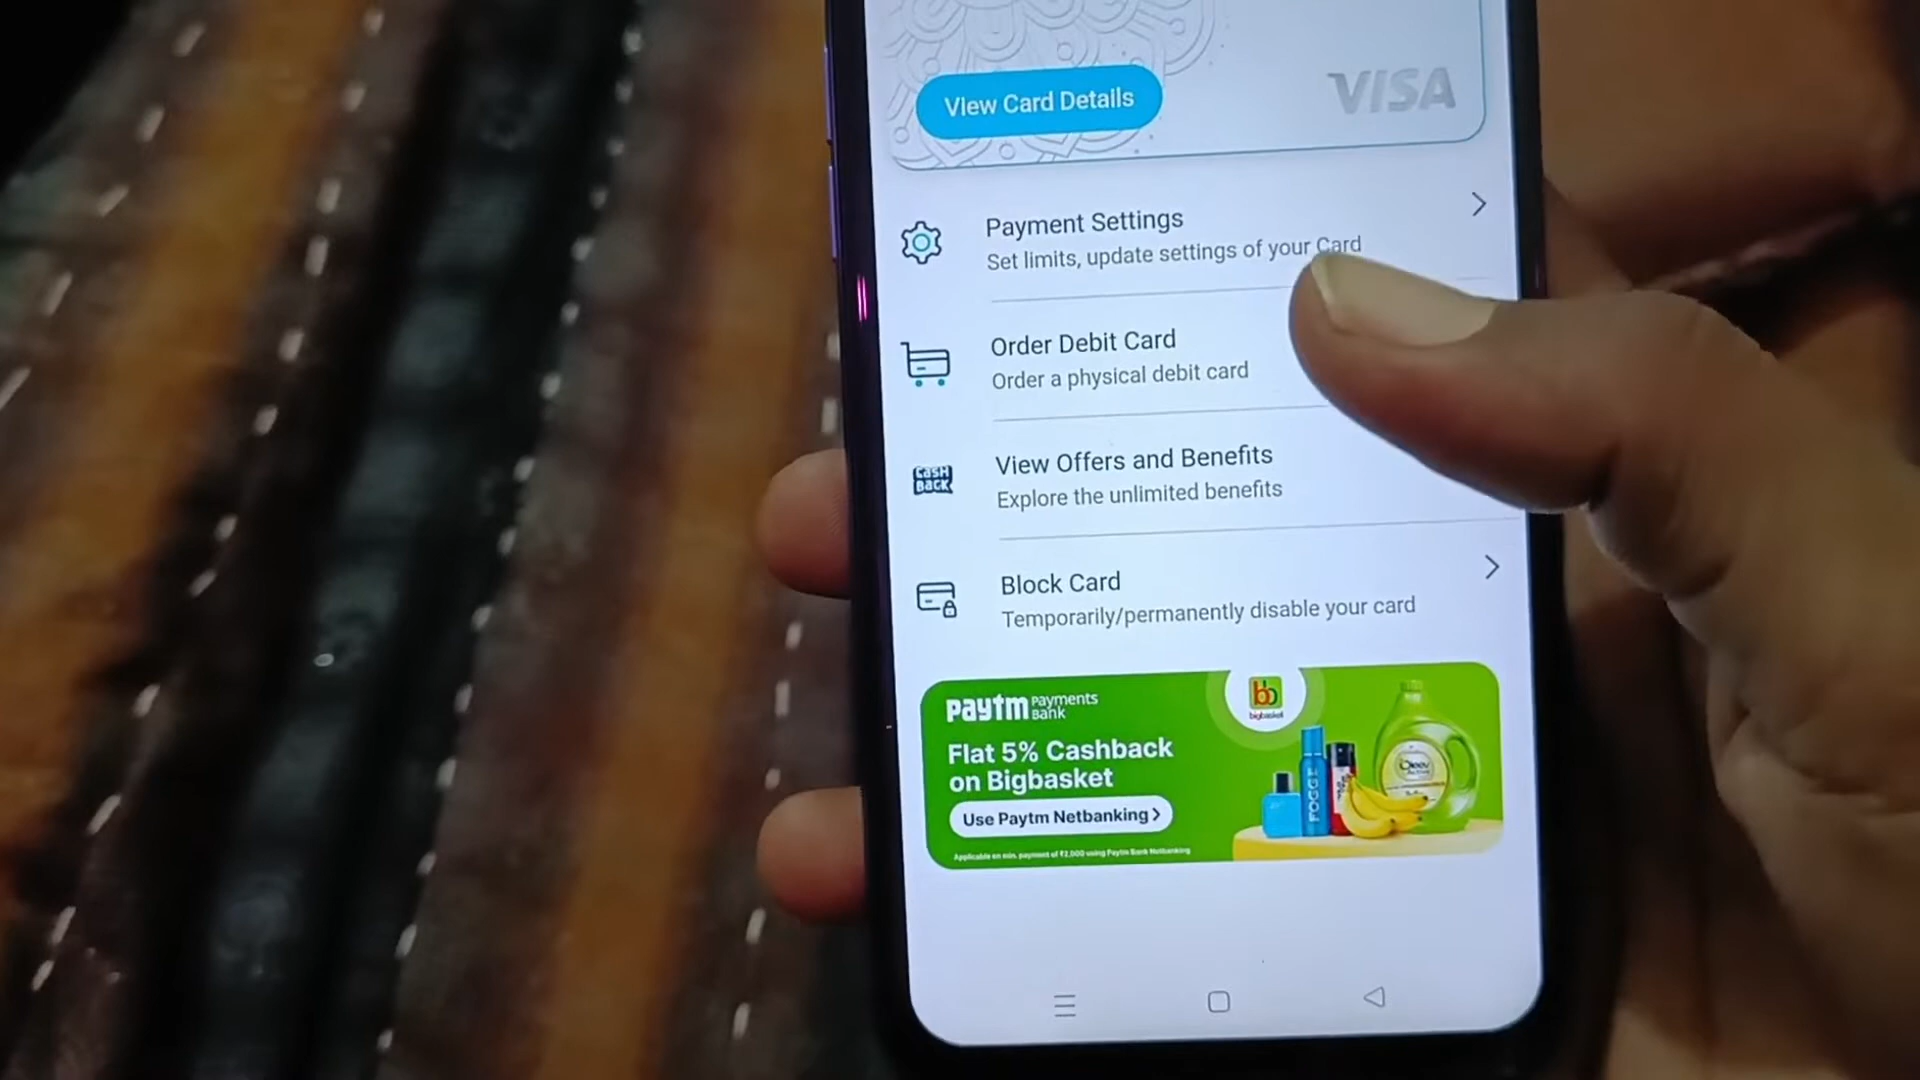 View Card Details
VISA
Payment Settings
Set limits, update settings of your Card
Order Debit Card
Order a physical debit card
CASH
BACK
View Offers and Benefits
Explore the unlimited benefits
Block Card
Temporarily/permanently disable your card
paytm Payments
Bank
bb
bigbasket
Flat 5% Cashback
on Bigbasket
Use Paytm Netbanking >
Applicable on min. payment of ₹2,000 using Paytm Bank Netbanking
FOGG